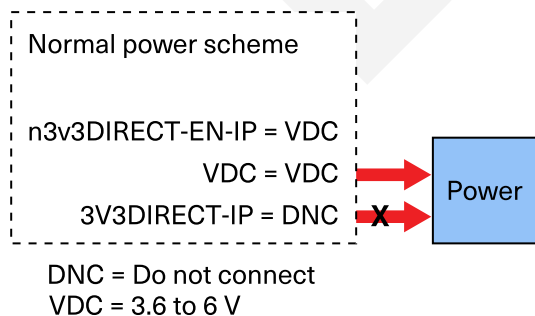 Normal power scheme
n3v3DIRECT-EN-IP = VDC
VDC = VDC
3V3DIRECT-IP = DNC
X
Power
DNC = Do not connect
VDC = 3.6 to 6 V